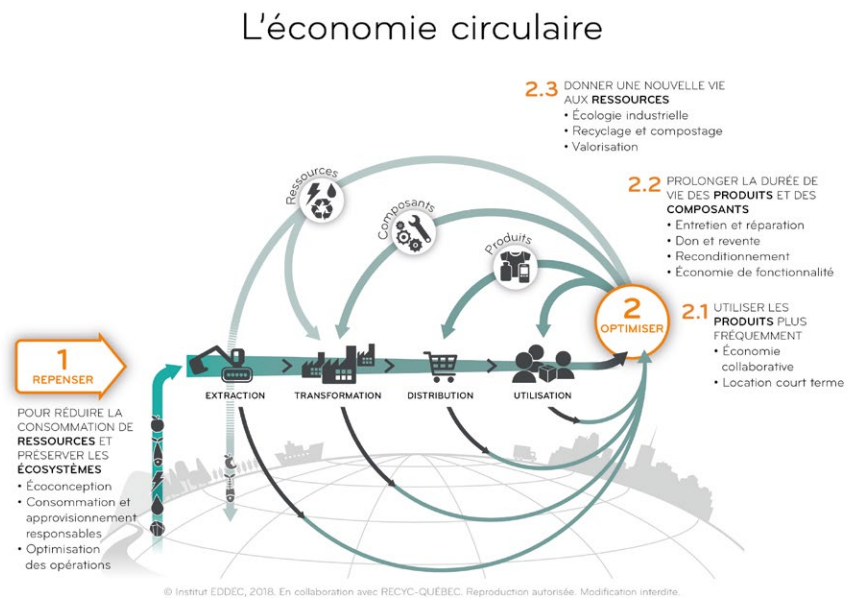 L'économie circulaire
2.3 DONNER UNE NOUVELLE VIE
AUX RESSOURCES
• Écologie industrielle
• Recyclage et compostage
• Valorisation
2.2 PROLONGER LA DURÉE DE
VIE DES PRODUITS ET DES
COMPOSANTS
• Entretien et réparation
• Don et revente
• Reconditionnement
• Économie de fonctionnalité
Ressources
Composants
Produits
2
OPTIMISER
2.1 UTILISER LES
PRODUITS PLUS
FRÉQUEMMENT
• Économie
collaborative
• Location court terme
1
REPENSER
EXTRACTION
TRANSFORMATION
DISTRIBUTION
UTILISATION
POUR RÉDUIRE LA
CONSOMMATION DE
RESSOURCES ET
PRÉSERVER LES
ÉCOSYSTÈMES
• Écoconception
• Consommation et
approvisionnement
responsables
• Optimisation
des opérations
© Institut EDDEC, 2018. En collaboration avec RECYC-QUÉBEC. Reproduction autorisée. Modification interdite.